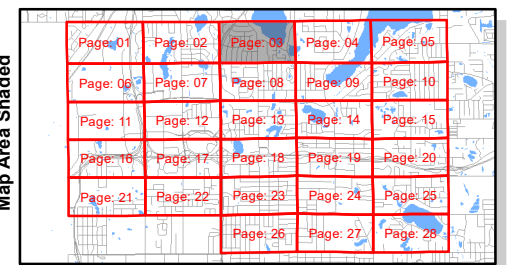 Map Area Shaded
Page: 01 Page: 02 Page: 03 Page: 04 Page: 05
Page: 06 Page: 07 Page: 08 Page: 09 Page: 10
Page: 11 Page: 12 Page: 13 Page: 14 Page: 15
Page: 16 Page: 17 Page: 18 Page: 19 Page: 20
Page: 21 Page: 22 Page: 23 Page: 24 Page: 25
Page: 26 Page: 27 Page: 28